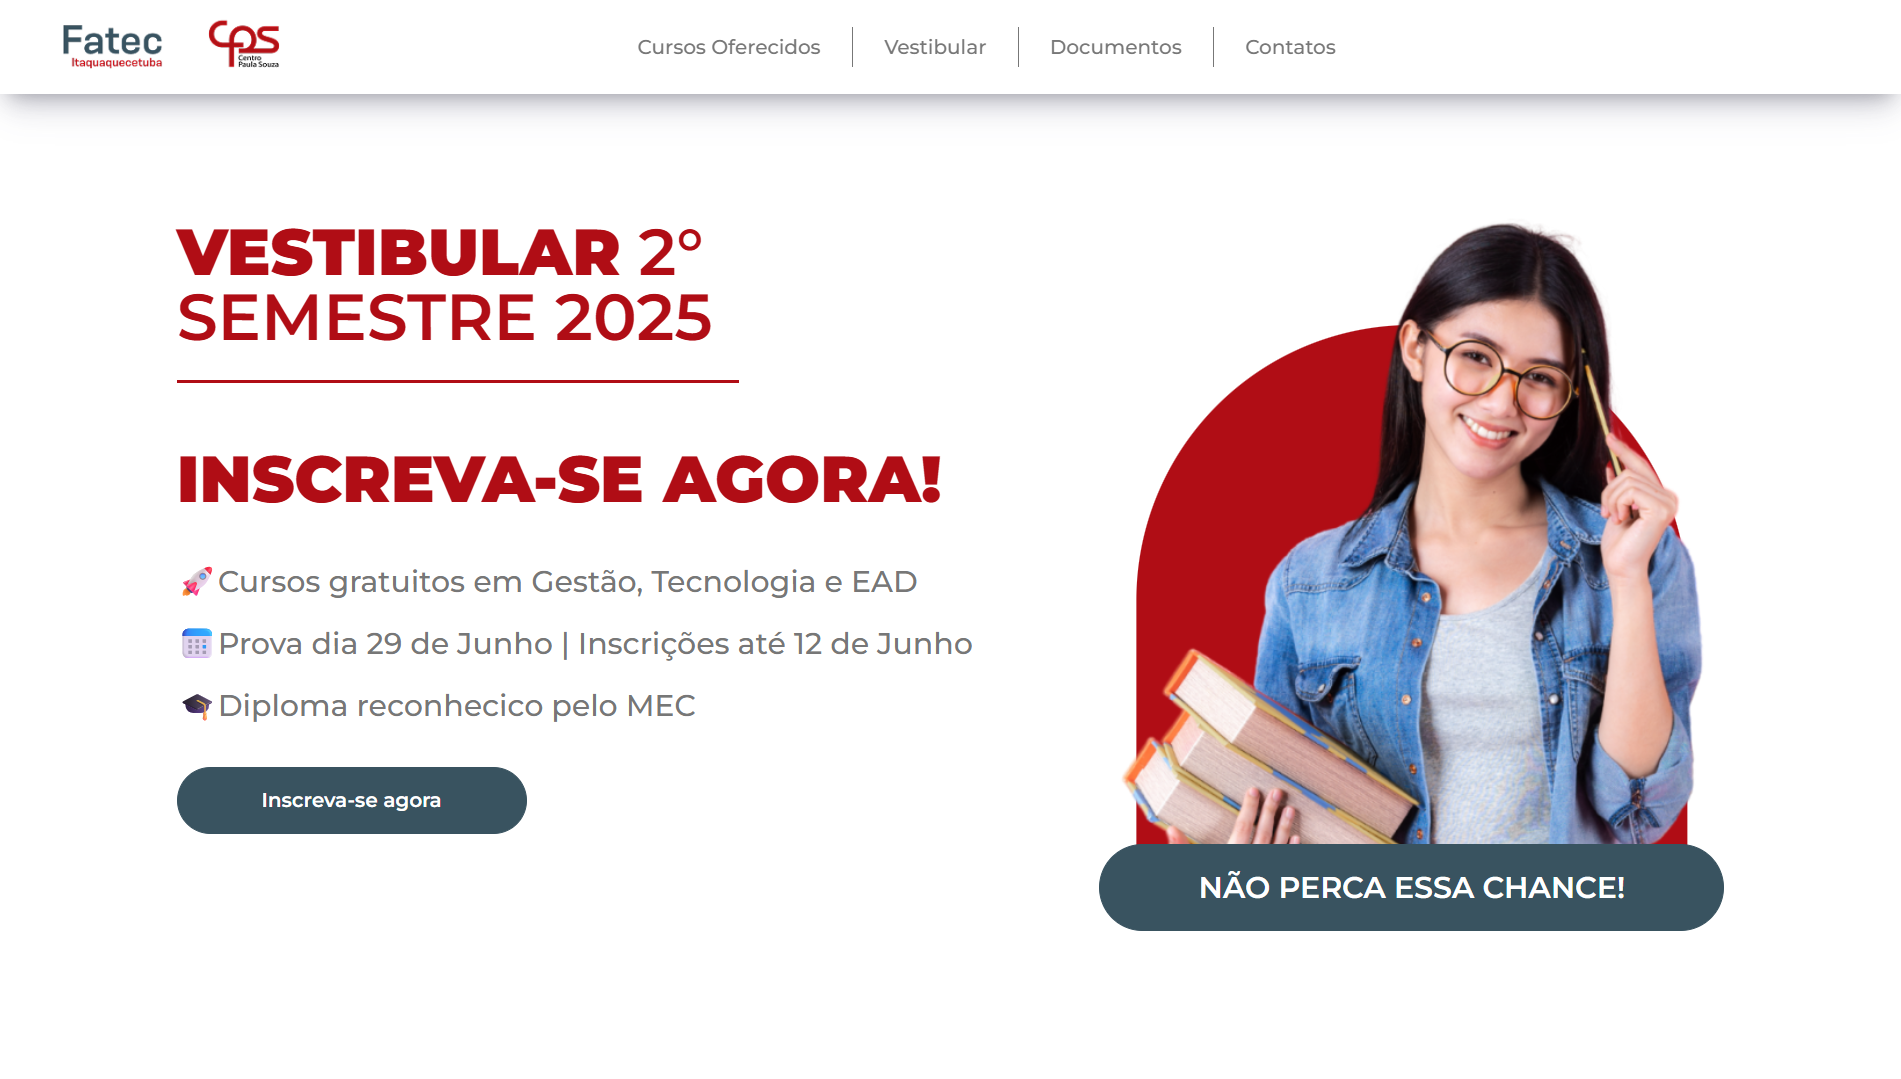 Fatec
Itaquaquecetuba
cps
Centro
Paula Souza
Cursos Oferecidos
Vestibular
Documentos
Contatos
VESTIBULAR 2°
SEMESTRE 2025
INSCREVA-SE AGORA!
🚀 Cursos gratuitos em Gestão, Tecnologia e EAD
📅 Prova dia 29 de Junho | Inscrições até 12 de Junho
🎓 Diploma reconhecico pelo MEC
Inscreva-se agora
NÃO PERCA ESSA CHANCE!